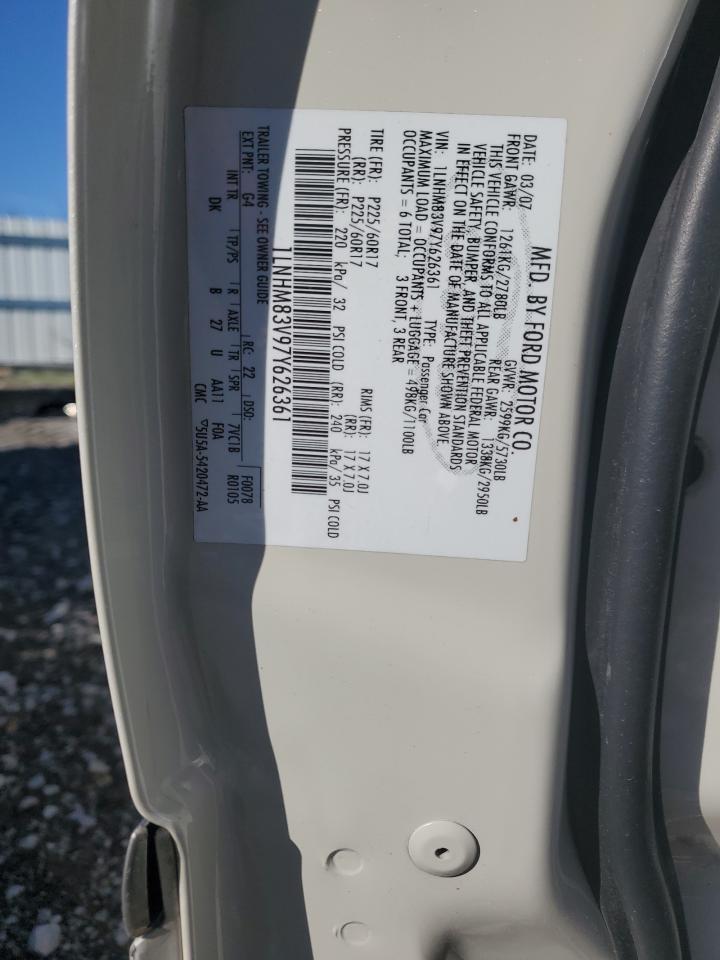 MFD. BY FORD MOTOR CO.
DATE: 03/07 GVWR: 2599KG/5730LB
FRONT GAWR: 1261KG/2780LB REAR GAWR: 1338KG/2950LB
THIS VEHICLE CONFORMS TO ALL APPLICABLE FEDERAL MOTOR
VEHICLE SAFETY, BUMPER, AND THEFT PREVENTION STANDARDS
IN EFFECT ON THE DATE OF MANUFACTURE SHOWN ABOVE.
VIN: 1LNHM83V97Y626361 TYPE: Passenger Car
MAXIMUM LOAD = OCCUPANTS + LUGGAGE = 498KG/1100LB
OCCUPANTS = 6 TOTAL; 3 FRONT, 3 REAR
TIRE (FR): P225/60R17 RIMS (FR): 17 X 7.0J
(RR): P225/60R17 (RR): 17 X 7.0J
PRESSURE (FR): 220 kPa/ 32 PSI COLD (RR): 240 kPa/35 PSI COLD
1LNHM83V97Y626361
TRAILER TOWING - SEE OWNER GUIDE
EXT PNT: G4 RC: 22 DSO: F0078
R0105
INT TR TP/PS R AXLE TR SPR 7VC1B
DK B 27 U AA11 F0A
CMC 5U5A-5420472-AA